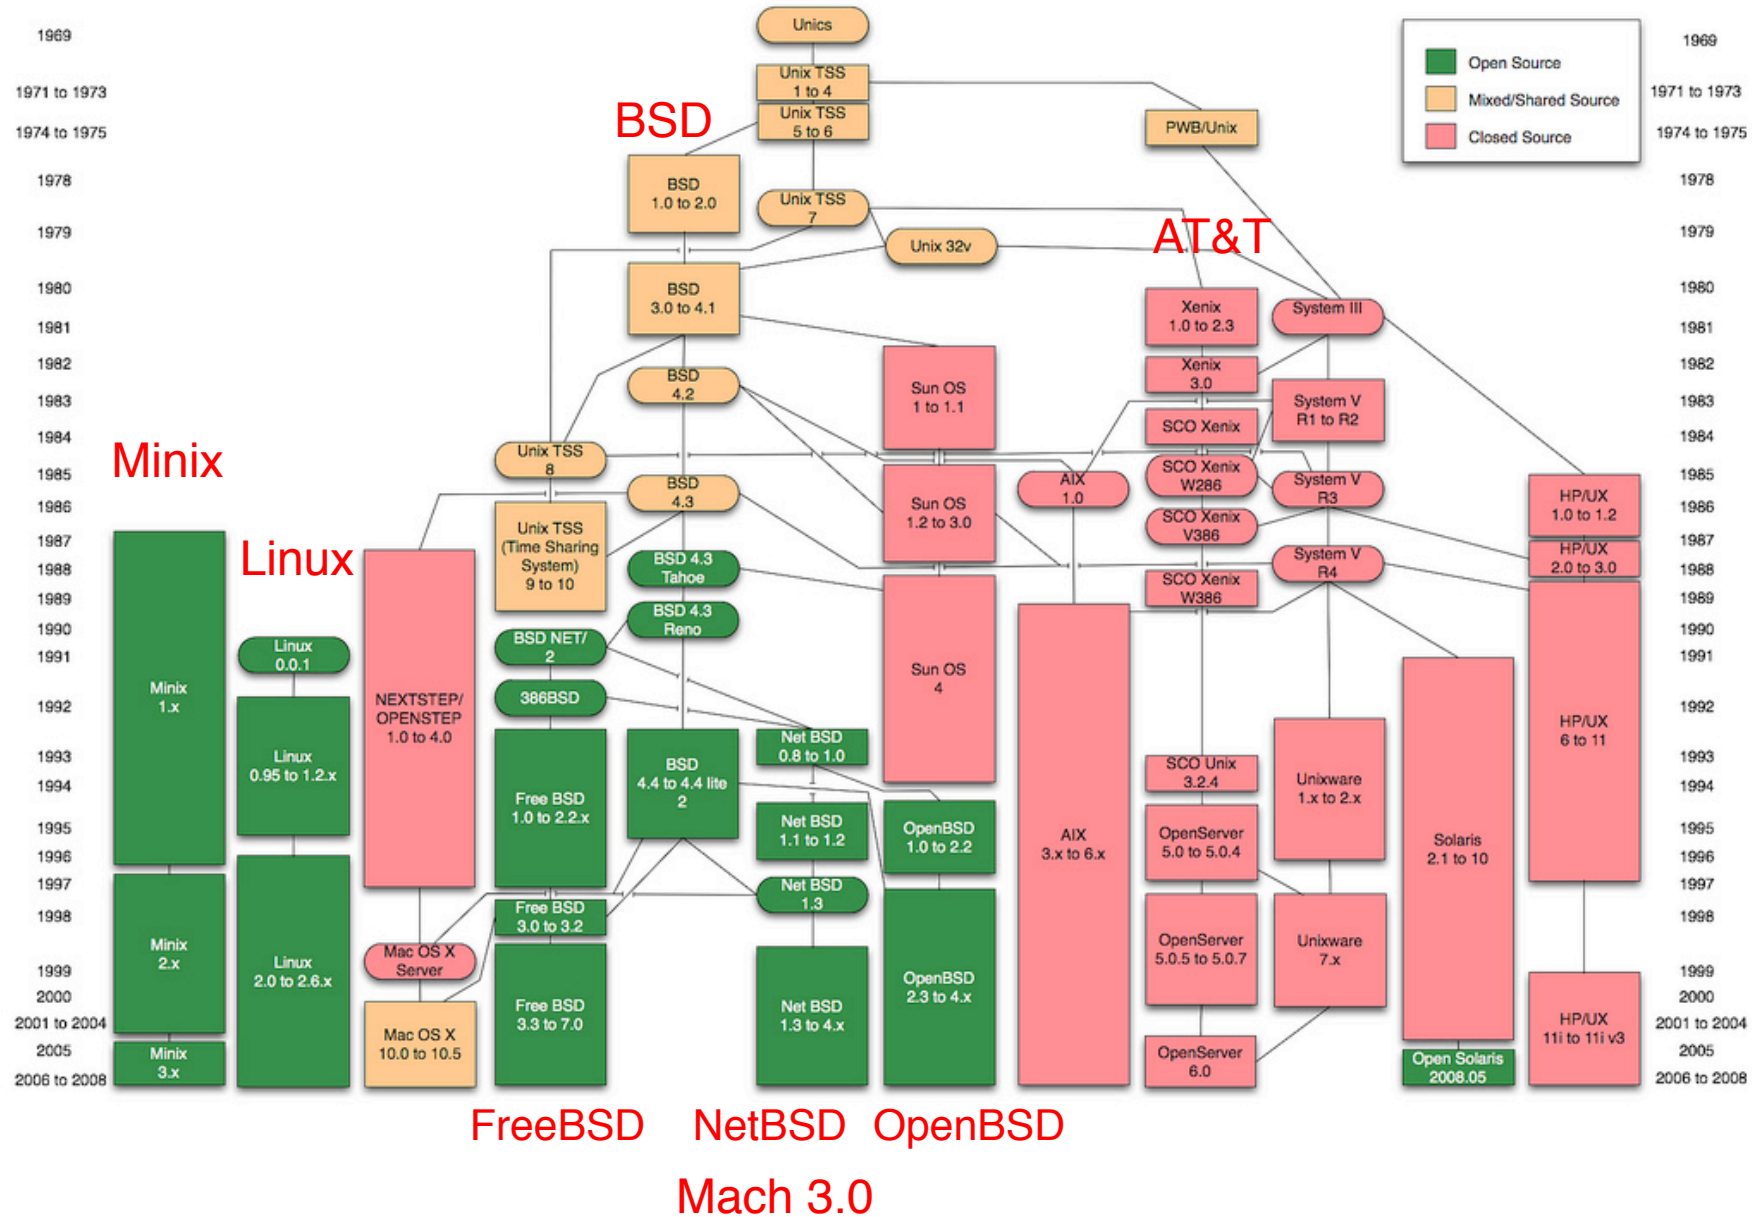 Unics
1969
1969
Open Source
Unix TSS
1 to 4
1971 to 1973
1971 to 1973
Mixed/Shared Source
BSD
Unix TSS
5 to 6
PWB/Unix
1974 to 1975
1974 to 1975
Closed Source
1978
1978
BSD
1.0 to 2.0
Unix TSS
7
1979
1979
AT&T
Unix 32v
1980
1980
BSD
3.0 to 4.1
Xenix
1.0 to 2.3
System III
1981
1981
1982
1982
Xenix
3.0
BSD
4.2
Sun OS
1 to 1.1
1983
1983
System V
R1 to R2
SCO Xenix
1984
1984
Minix
Unix TSS
8
SCO Xenix
W286
1985
1985
BSD
4.3
AIX
1.0
System V
R3
HP/UX
1.0 to 1.2
1986
1986
Sun OS
1.2 to 3.0
Unix TSS
(Time Sharing
System)
9 to 10
SCO Xenix
V386
1987
1987
Linux
HP/UX
2.0 to 3.0
BSD 4.3
Tahoe
System V
R4
1988
1988
SCO Xenix
W386
1989
1989
BSD 4.3
Reno
1990
1990
BSD NET/
2
Linux
0.0.1
1991
1991
Sun OS
4
Minix
1.x
NEXTSTEP/
OPENSTEP
1.0 to 4.0
386BSD
1992
1992
HP/UX
6 to 11
Net BSD
0.8 to 1.0
1993
1993
Linux
0.95 to 1.2.x
BSD
4.4 to 4.4 lite
2
SCO Unix
3.2.4
Unixware
1.x to 2.x
1994
1994
Free BSD
1.0 to 2.2.x
1995
1995
Net BSD
1.1 to 1.2
OpenBSD
1.0 to 2.2
AIX
3.x to 6.x
OpenServer
5.0 to 5.0.4
Solaris
2.1 to 10
1996
1996
1997
1997
Net BSD
1.3
1998
1998
Free BSD
3.0 to 3.2
Minix
2.x
Mac OS X
Server
Linux
2.0 to 2.6.x
OpenServer
5.0.5 to 5.0.7
Unixware
7.x
1999
1999
OpenBSD
2.3 to 4.x
2000
2000
Free BSD
3.3 to 7.0
Net BSD
1.3 to 4.x
2001 to 2004
2001 to 2004
HP/UX
11i to 11i v3
Mac OS X
10.0 to 10.5
2005
2005
Minix
3.x
OpenServer
6.0
Open Solaris
2008.05
2006 to 2008
2006 to 2008
FreeBSD
NetBSD
OpenBSD
Mach 3.0